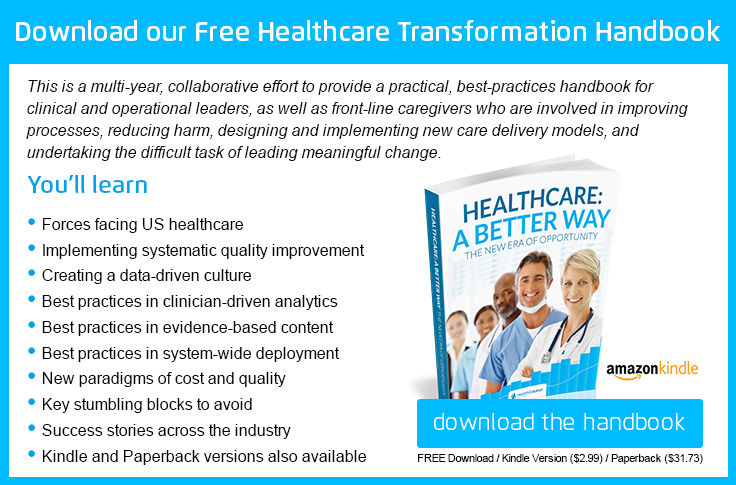 Download our Free Healthcare Transformation Handbook
This is a multi-year, collaborative effort to provide a practical, best-practices handbook for
clinical and operational leaders, as well as front-line caregivers who are involved in improving
processes, reducing harm, designing and implementing new care delivery models, and
undertaking the difficult task of leading meaningful change.
You'll learn
• Forces facing US healthcare
• Implementing systematic quality improvement
• Creating a data-driven culture
• Best practices in clinician-driven analytics
• Best practices in evidence-based content
• Best practices in system-wide deployment
• New paradigms of cost and quality
• Key stumbling blocks to avoid
• Success stories across the industry
• Kindle and Paperback versions also available
HEALTHCARE:
A BETTER WAY
THE NEW ERA OF OPPORTUNITY
HEALTHCARE: A BETTER WAY THE NEW ERA OF OPPORTUNITY
amazonkindle
download the handbook
FREE Download / Kindle Version ($2.99) / Paperback ($31.73)